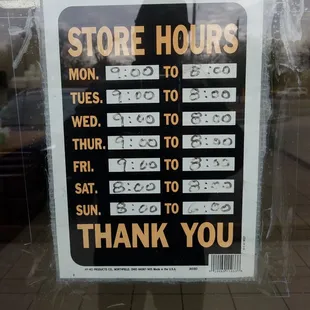 STORE HOURS
MON. 9:00 TO 8:00
TUES. 9:00 TO 8:00
WED. 9:00 TO 8:00
THUR. 9:00 TO 8:00
FRI. 9:00 TO 8:00
SAT. 8:00 TO 9:00
SUN. 8:00 TO 6:00
THANK YOU